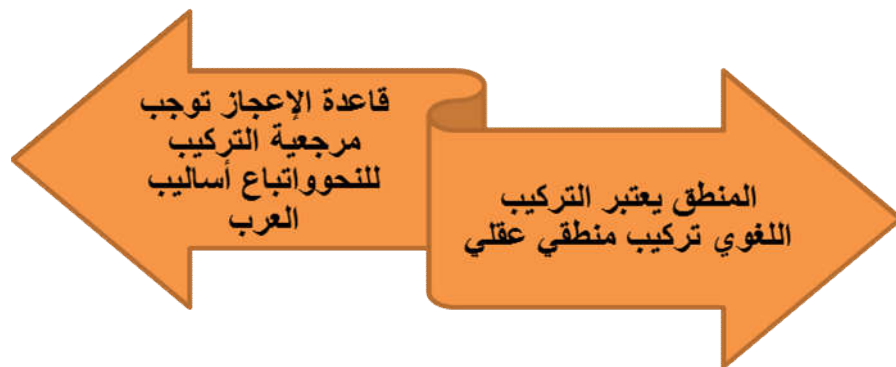 المنطق يعتبر التركيب
اللغوي تركيب منطقي عقلي
قاعدة الإعجاز توجب
مرجعية التركيب
للنحوواتباع أساليب
العرب